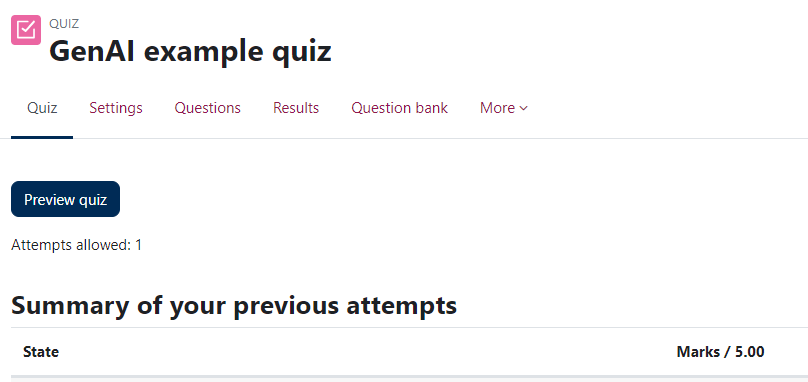 QUIZ
GenAI example quiz
Quiz Settings Questions Results Question bank More
Preview quiz
Attempts allowed: 1
Summary of your previous attempts
State Marks / 5.00